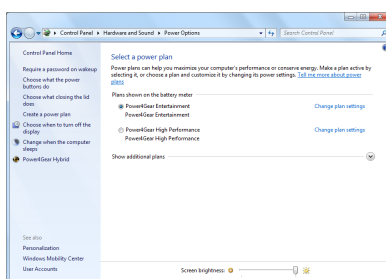 Control Panel ▸ Hardware and Sound ▸ Power Options
Search Control Panel
Control Panel Home
Require a password on wakeup
Choose what the power
buttons do
Choose what closing the lid
does
Create a power plan
Choose when to turn off the
display
Change when the computer
sleeps
Power4Gear Hybrid
See also
Personalization
Windows Mobility Center
User Accounts
Select a power plan
Power plans can help you maximize your computer's performance or conserve energy. Make a plan active by
selecting it, or choose a plan and customize it by changing its power settings. Tell me more about power
plans
Plans shown on the battery meter
Power4Gear Entertainment Change plan settings
Power4Gear Entertainment
Power4Gear High Performance Change plan settings
Power4Gear High Performance
Show additional plans
Screen brightness: